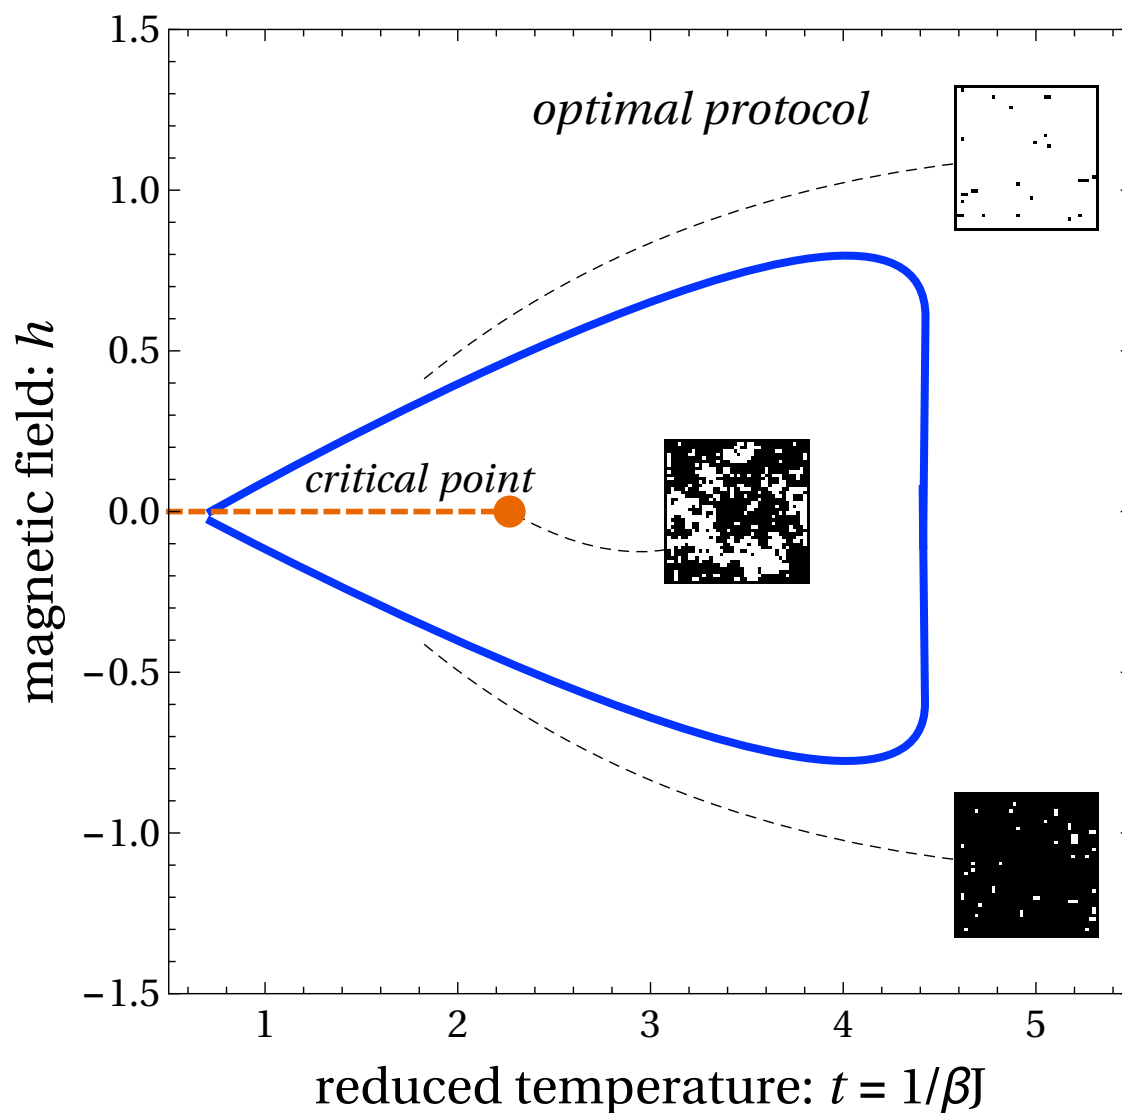 1.5
optimal protocol
1.0
0.5
critical point
0.0
−0.5
−1.0
−1.5
magnetic field: h
1 2 3 4 5
reduced temperature: t = 1/βJ